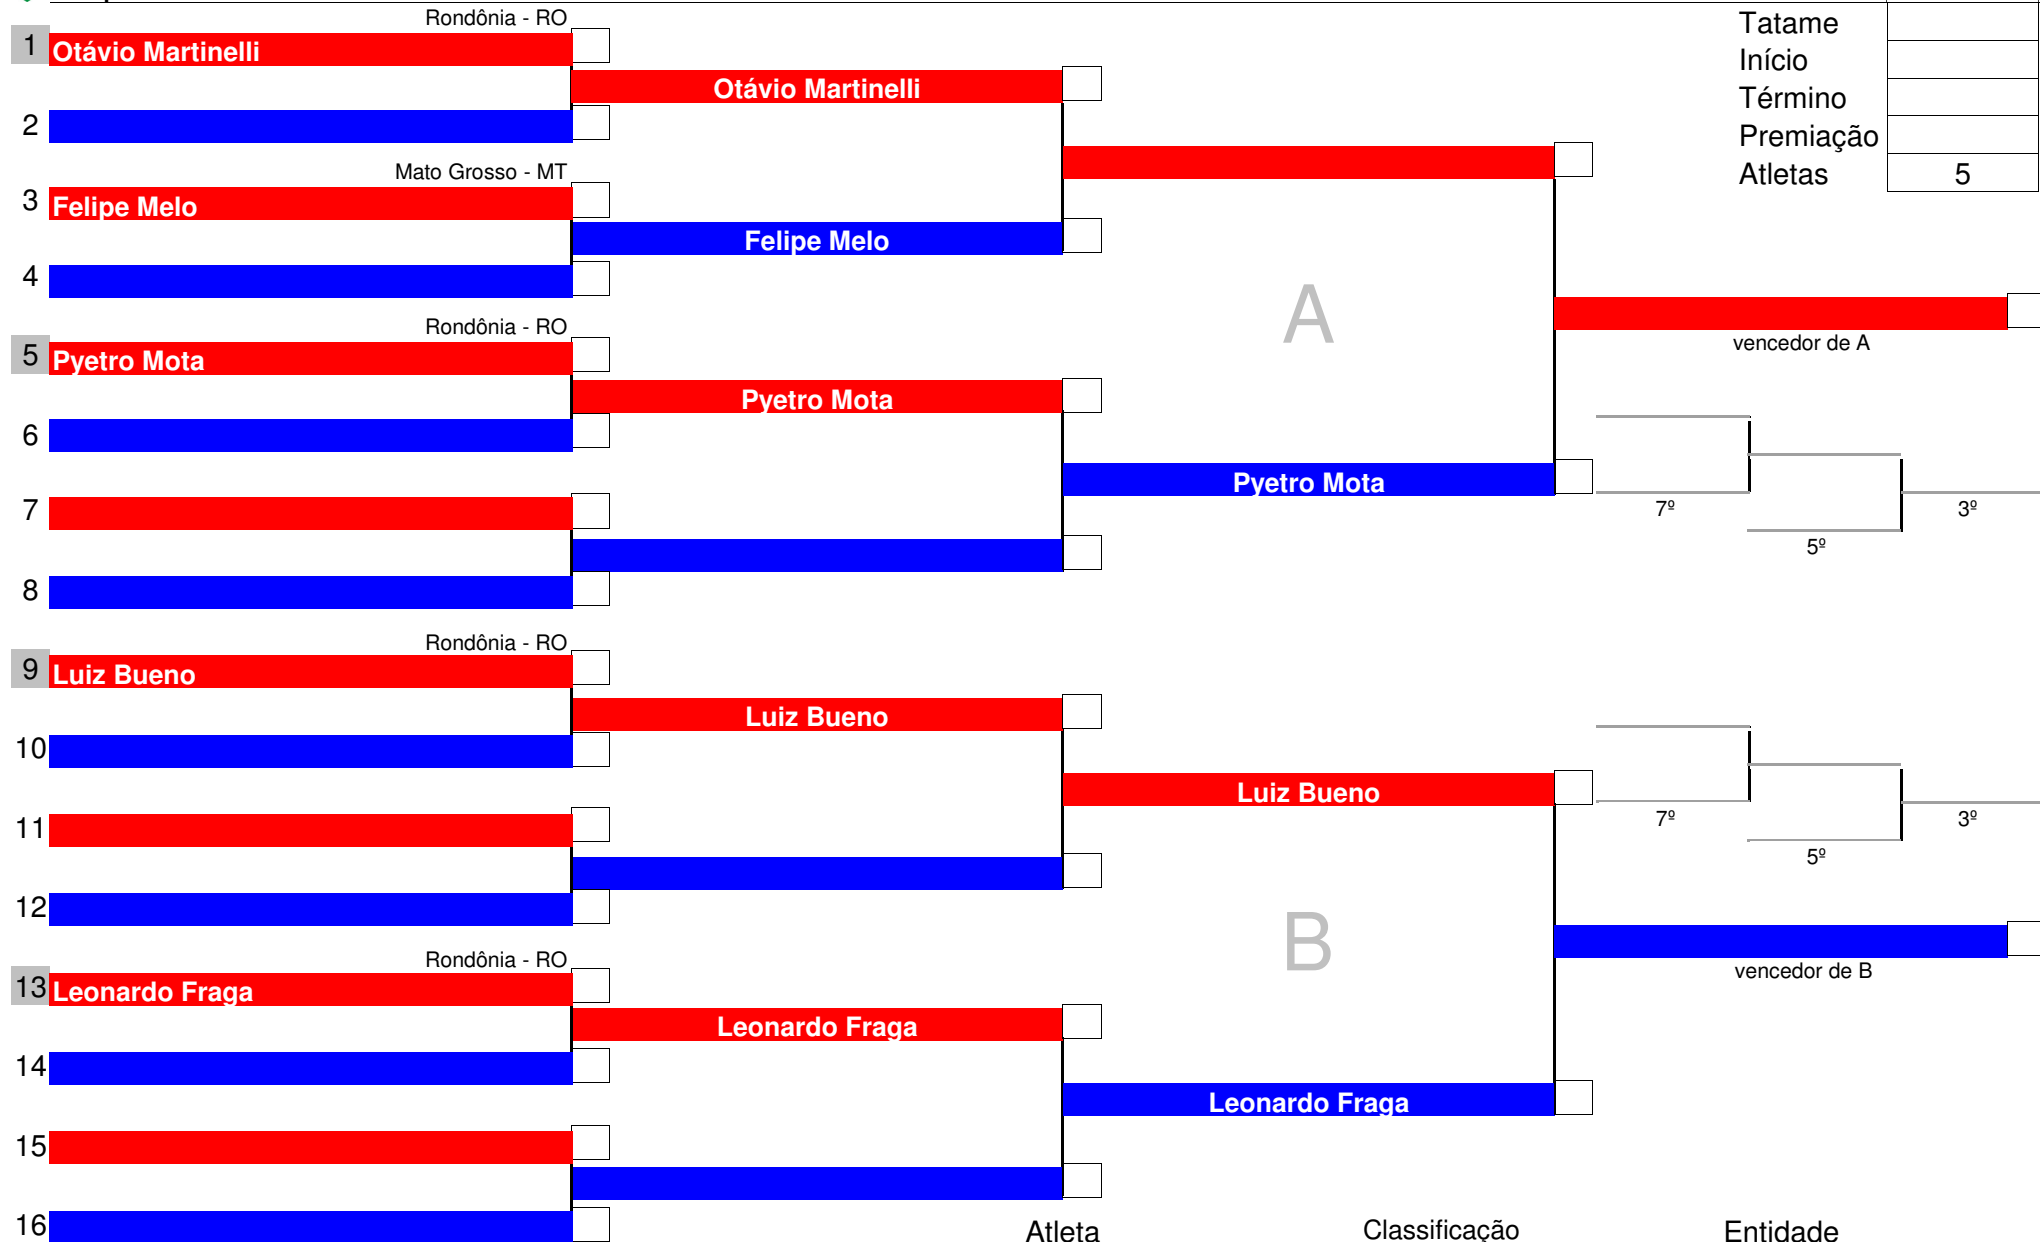 Rondônia - RO
1 Otávio Martinelli
Otávio Martinelli
2
Mato Grosso - MT
3 Felipe Melo
Felipe Melo
4
Rondônia - RO
5 Pyetro Mota
Pyetro Mota
6
Pyetro Mota
7
8
Tatame
Início
Término
Premiação
Atletas 5
A
vencedor de A
7º
3º
5º
Rondônia - RO
9 Luiz Bueno
Luiz Bueno
10
Luiz Bueno
11
12
7º
3º
5º
B
vencedor de B
Rondônia - RO
13 Leonardo Fraga
Leonardo Fraga
14
Leonardo Fraga
15
16
Atleta Classificação Entidade